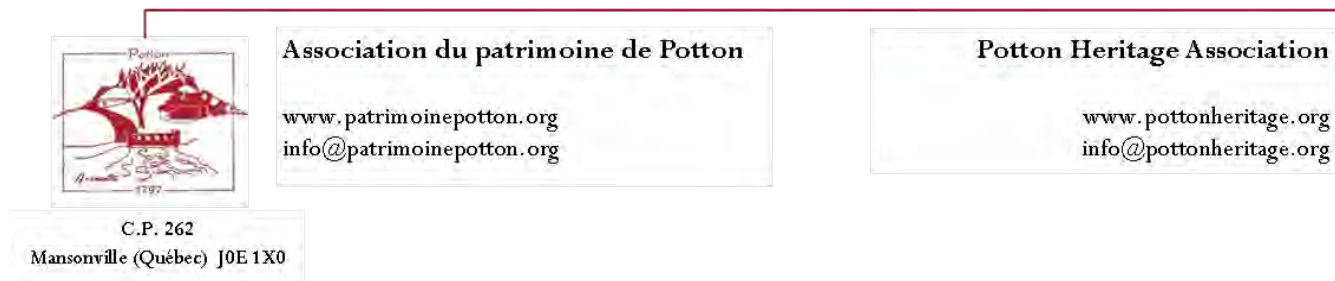 Potton
1797
C.P. 262
Mansonville (Québec) J0E 1X0
Association du patrimoine de Potton
www.patrimoinepotton.org
info@patrimoinepotton.org
Potton Heritage Association
www.pottonheritage.org
info@pottonheritage.org